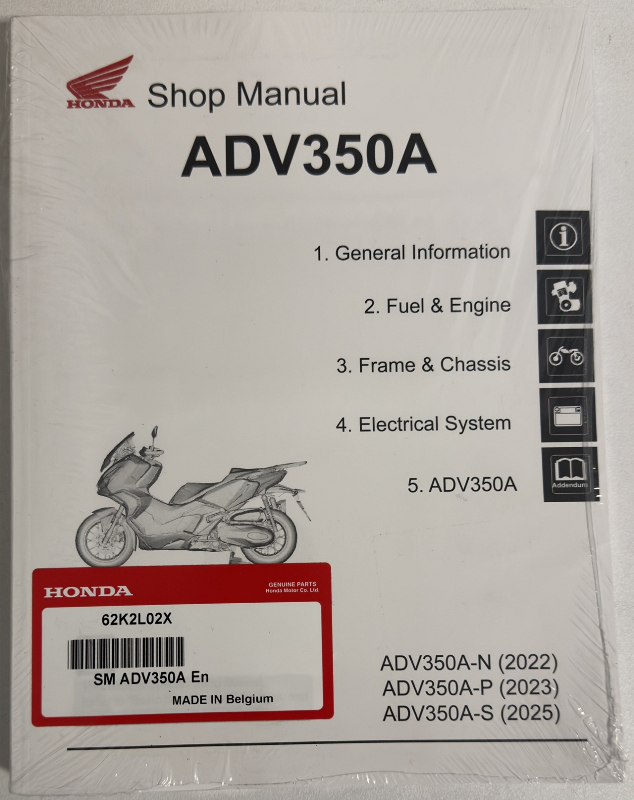 HONDA Shop Manual
ADV350A
1. General Information
2. Fuel & Engine
3. Frame & Chassis
4. Electrical System
5. ADV350A
Addendum
HONDA
GENUINE PARTS
Honda Motor Co. Ltd.
62K2L02X
SM ADV350A En
MADE IN Belgium
ADV350A-N (2022)
ADV350A-P (2023)
ADV350A-S (2025)